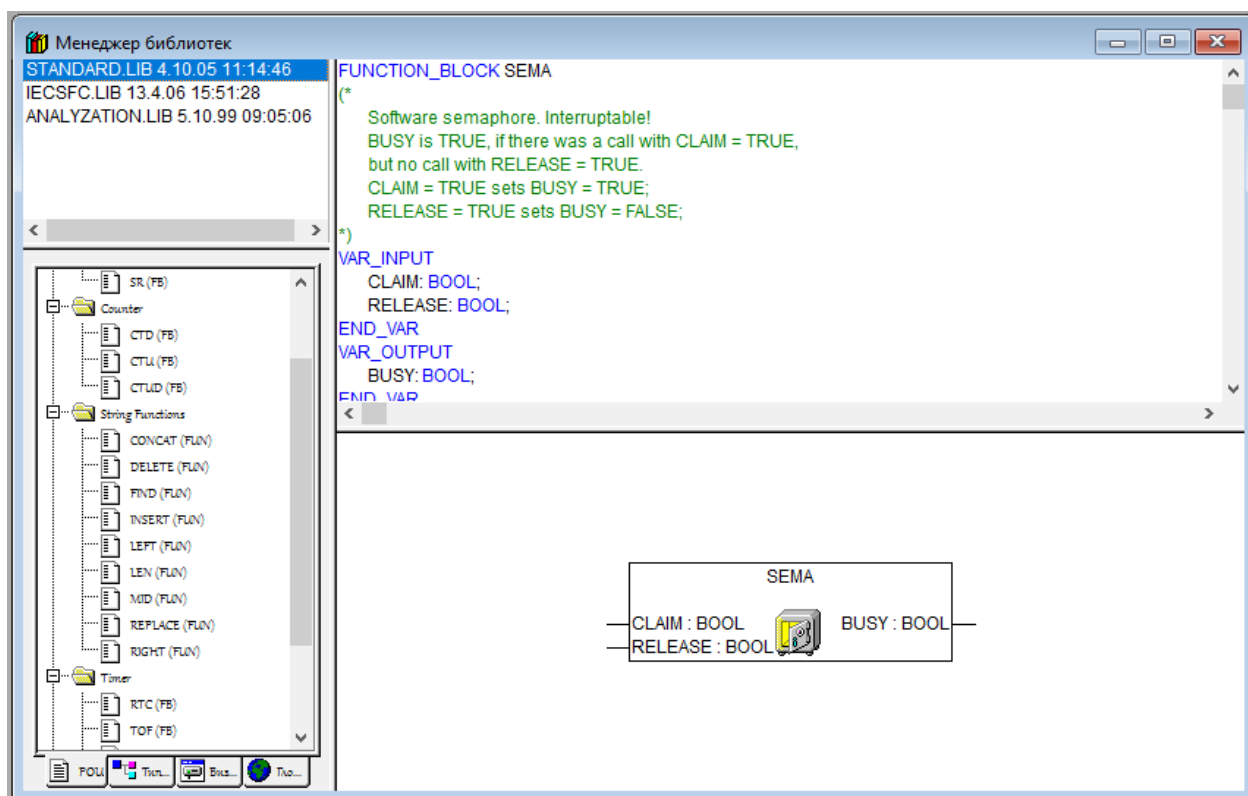 Менеджер библиотек
STANDARD.LIB 4.10.05 11:14:46
IECSFC.LIB 13.4.06 15:51:28
ANALYZATION.LIB 5.10.99 09:05:06
SR (FB)
Counter
CTD (FB)
CTU (FB)
CTUD (FB)
String Functions
CONCAT (FUN)
DELETE (FUN)
FIND (FUN)
INSERT (FUN)
LEFT (FUN)
LEN (FUN)
MID (FUN)
REPLACE (FUN)
RIGHT (FUN)
Timer
RTC (FB)
TOF (FB)
POU Тип... Виз... Гло...
FUNCTION_BLOCK SEMA
(*
Software semaphore. Interruptable!
BUSY is TRUE, if there was a call with CLAIM = TRUE,
but no call with RELEASE = TRUE.
CLAIM = TRUE sets BUSY = TRUE;
RELEASE = TRUE sets BUSY = FALSE;
*)
VAR_INPUT
CLAIM: BOOL;
RELEASE: BOOL;
END_VAR
VAR_OUTPUT
BUSY: BOOL;
END_VAR
SEMA
CLAIM : BOOL BUSY : BOOL
RELEASE : BOOL